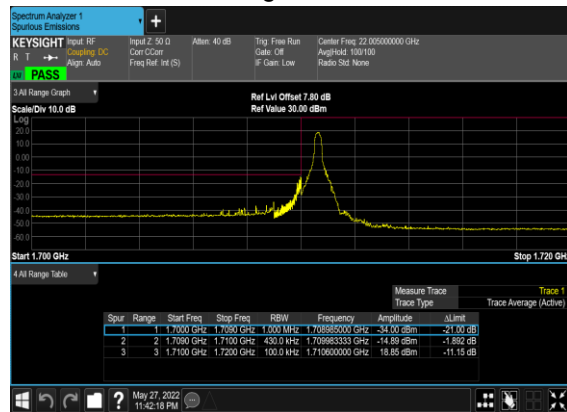 Spectrum Analyzer 1
Spurious Emissions
+
KEYSIGHT Input: RF Input Z: 50 Ω Atten: 40 dB Trig: Free Run Center Freq: 22.005000000 GHz
R T Coupling: DC Corr CCorr Gate: Off Avg|Hold: 100/100
Align: Auto Freq Ref: Int (S) IF Gain: Low Radio Std: None
LW PASS
3 All Range Graph
Ref Lvl Offset 7.80 dB
Scale/Div 10.0 dB Ref Value 30.00 dBm
Log
20.0
10.0
0.00
-10.0
-20.0
-30.0
-40.0
-50.0
-60.0
Start 1.700 GHz Stop 1.720 GH
4 All Range Table
Measure Trace Trace 1
Trace Type Trace Average (Active)
Spur Range Start Freq Stop Freq RBW Frequency Amplitude ΔLimit
1 1 1.7000 GHz 1.7090 GHz 1.000 MHz 1.708985000 GHz -34.00 dBm -21.00 dB
2 2 1.7090 GHz 1.7100 GHz 430.0 kHz 1.709983333 GHz -14.89 dBm -1.892 dB
3 3 1.7100 GHz 1.7200 GHz 100.0 kHz 1.710600000 GHz 18.85 dBm -11.15 dB
? May 27, 2022
11:42:18 PM